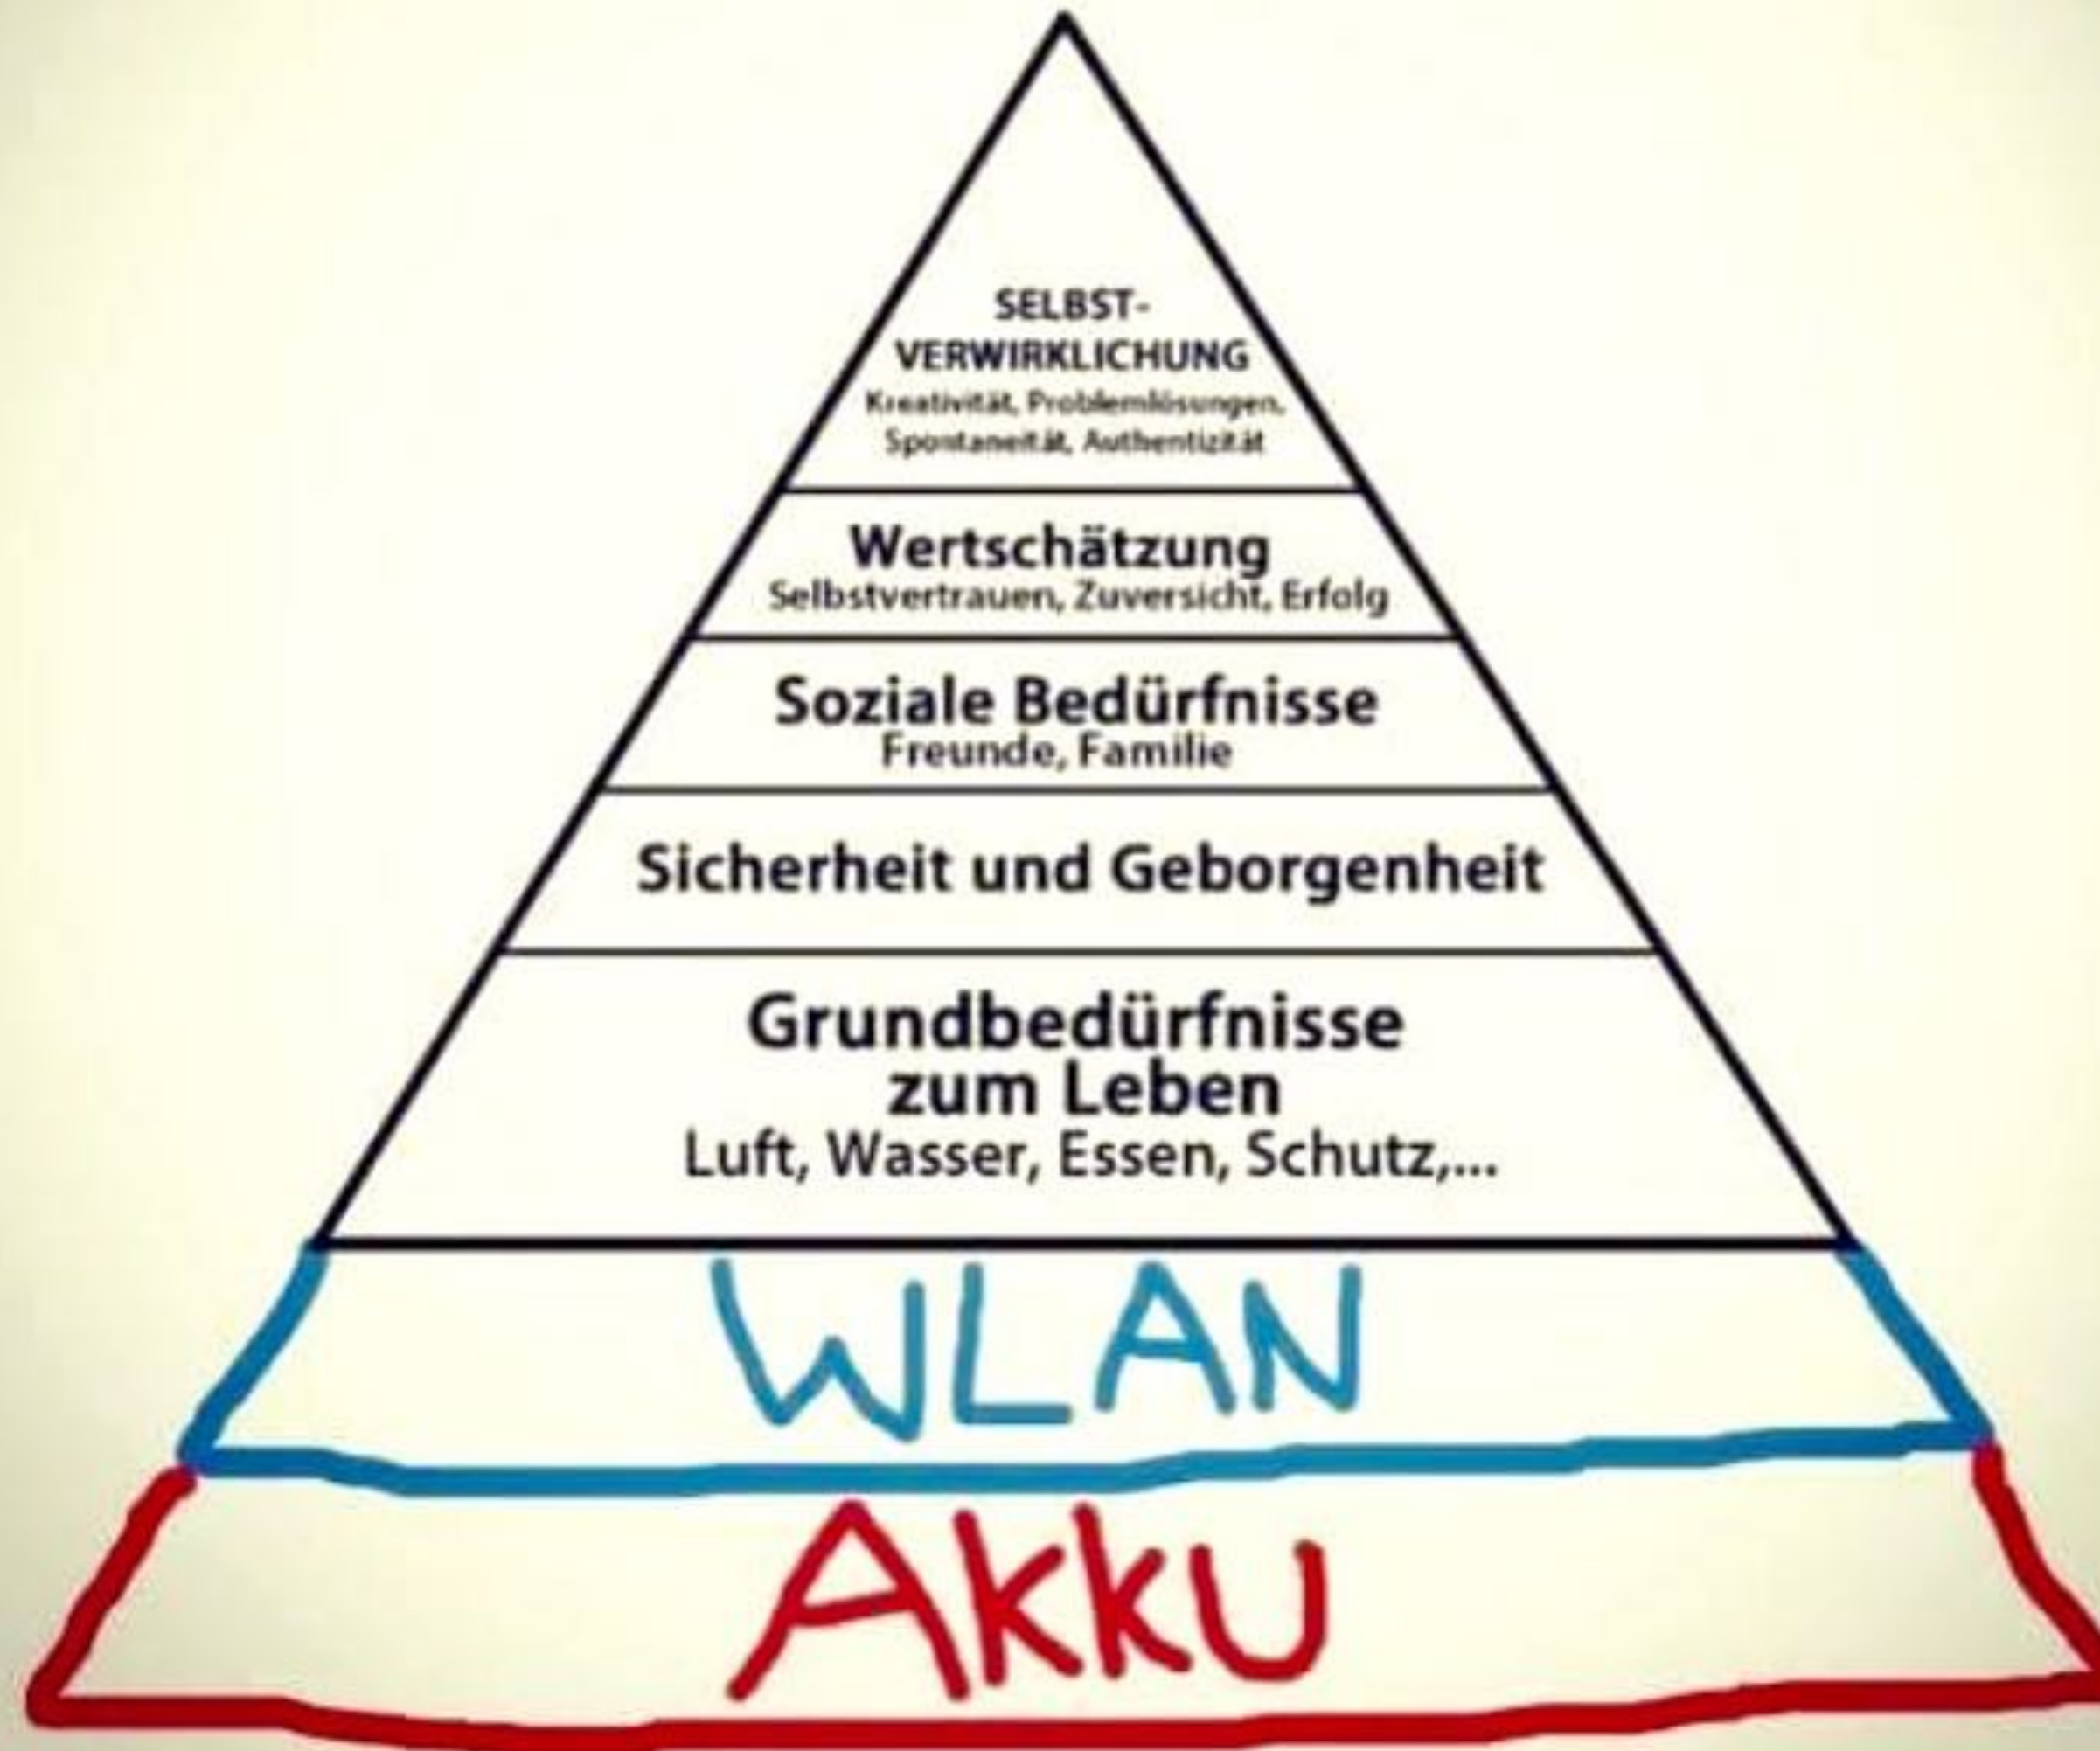 SELBST-
VERWIRKLICHUNG
Kreativität, Problemlösungen,
Spontaneität, Authentizität
Wertschätzung
Selbstvertrauen, Zuversicht, Erfolg
Soziale Bedürfnisse
Freunde, Familie
Sicherheit und Geborgenheit
Grundbedürfnisse
zum Leben
Luft, Wasser, Essen, Schutz,...
WLAN
Akku